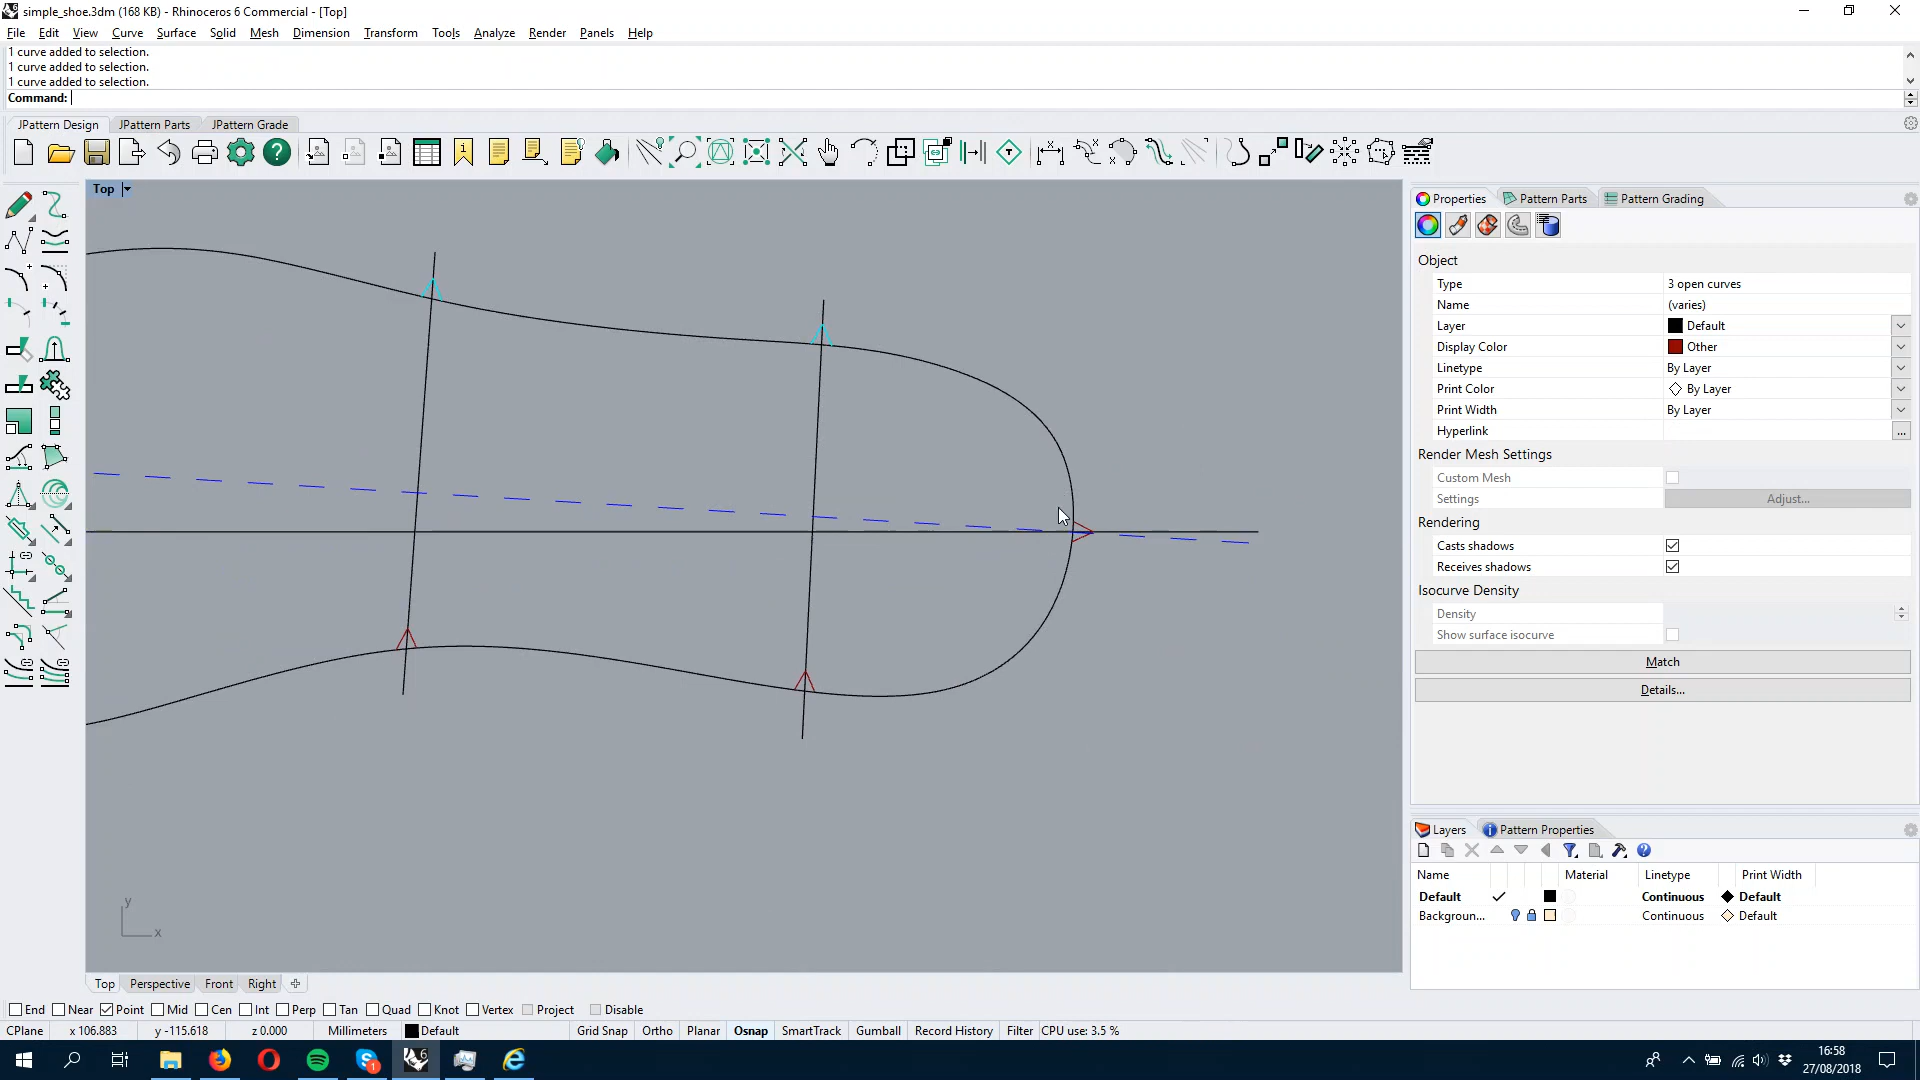 simple_shoe.3dm (168 KB) - Rhinoceros 6 Commercial - [Top]
File Edit View Curve Surface Solid Mesh Dimension Transform Tools Analyze Render Panels Help
1 curve added to selection.
1 curve added to selection.
1 curve added to selection.
Command:
JPattern Design JPattern Parts JPattern Grade
Top
Properties Pattern Parts Pattern Grading
Object
Type 3 open curves
Name (varies)
Layer Default
Display Color Other
Linetype By Layer
Print Color By Layer
Print Width By Layer
Hyperlink ...
Render Mesh Settings
Custom Mesh
Settings Adjust...
Rendering
Casts shadows
Receives shadows
Isocurve Density
Density
Show surface isocurve
Match
Details...
Layers Pattern Properties
Name Material Linetype Print Width
Default Continuous Default
Backgroun... Continuous Default
y
x
Top Perspective Front Right
End Near Point Mid Cen Int Perp Tan Quad Knot Vertex Project Disable
CPlane x 106.883 y -115.618 z 0.000 Millimeters Default Grid Snap Ortho Planar Osnap SmartTrack Gumball Record History Filter CPU use: 3.5 %
16:58
27/08/2018